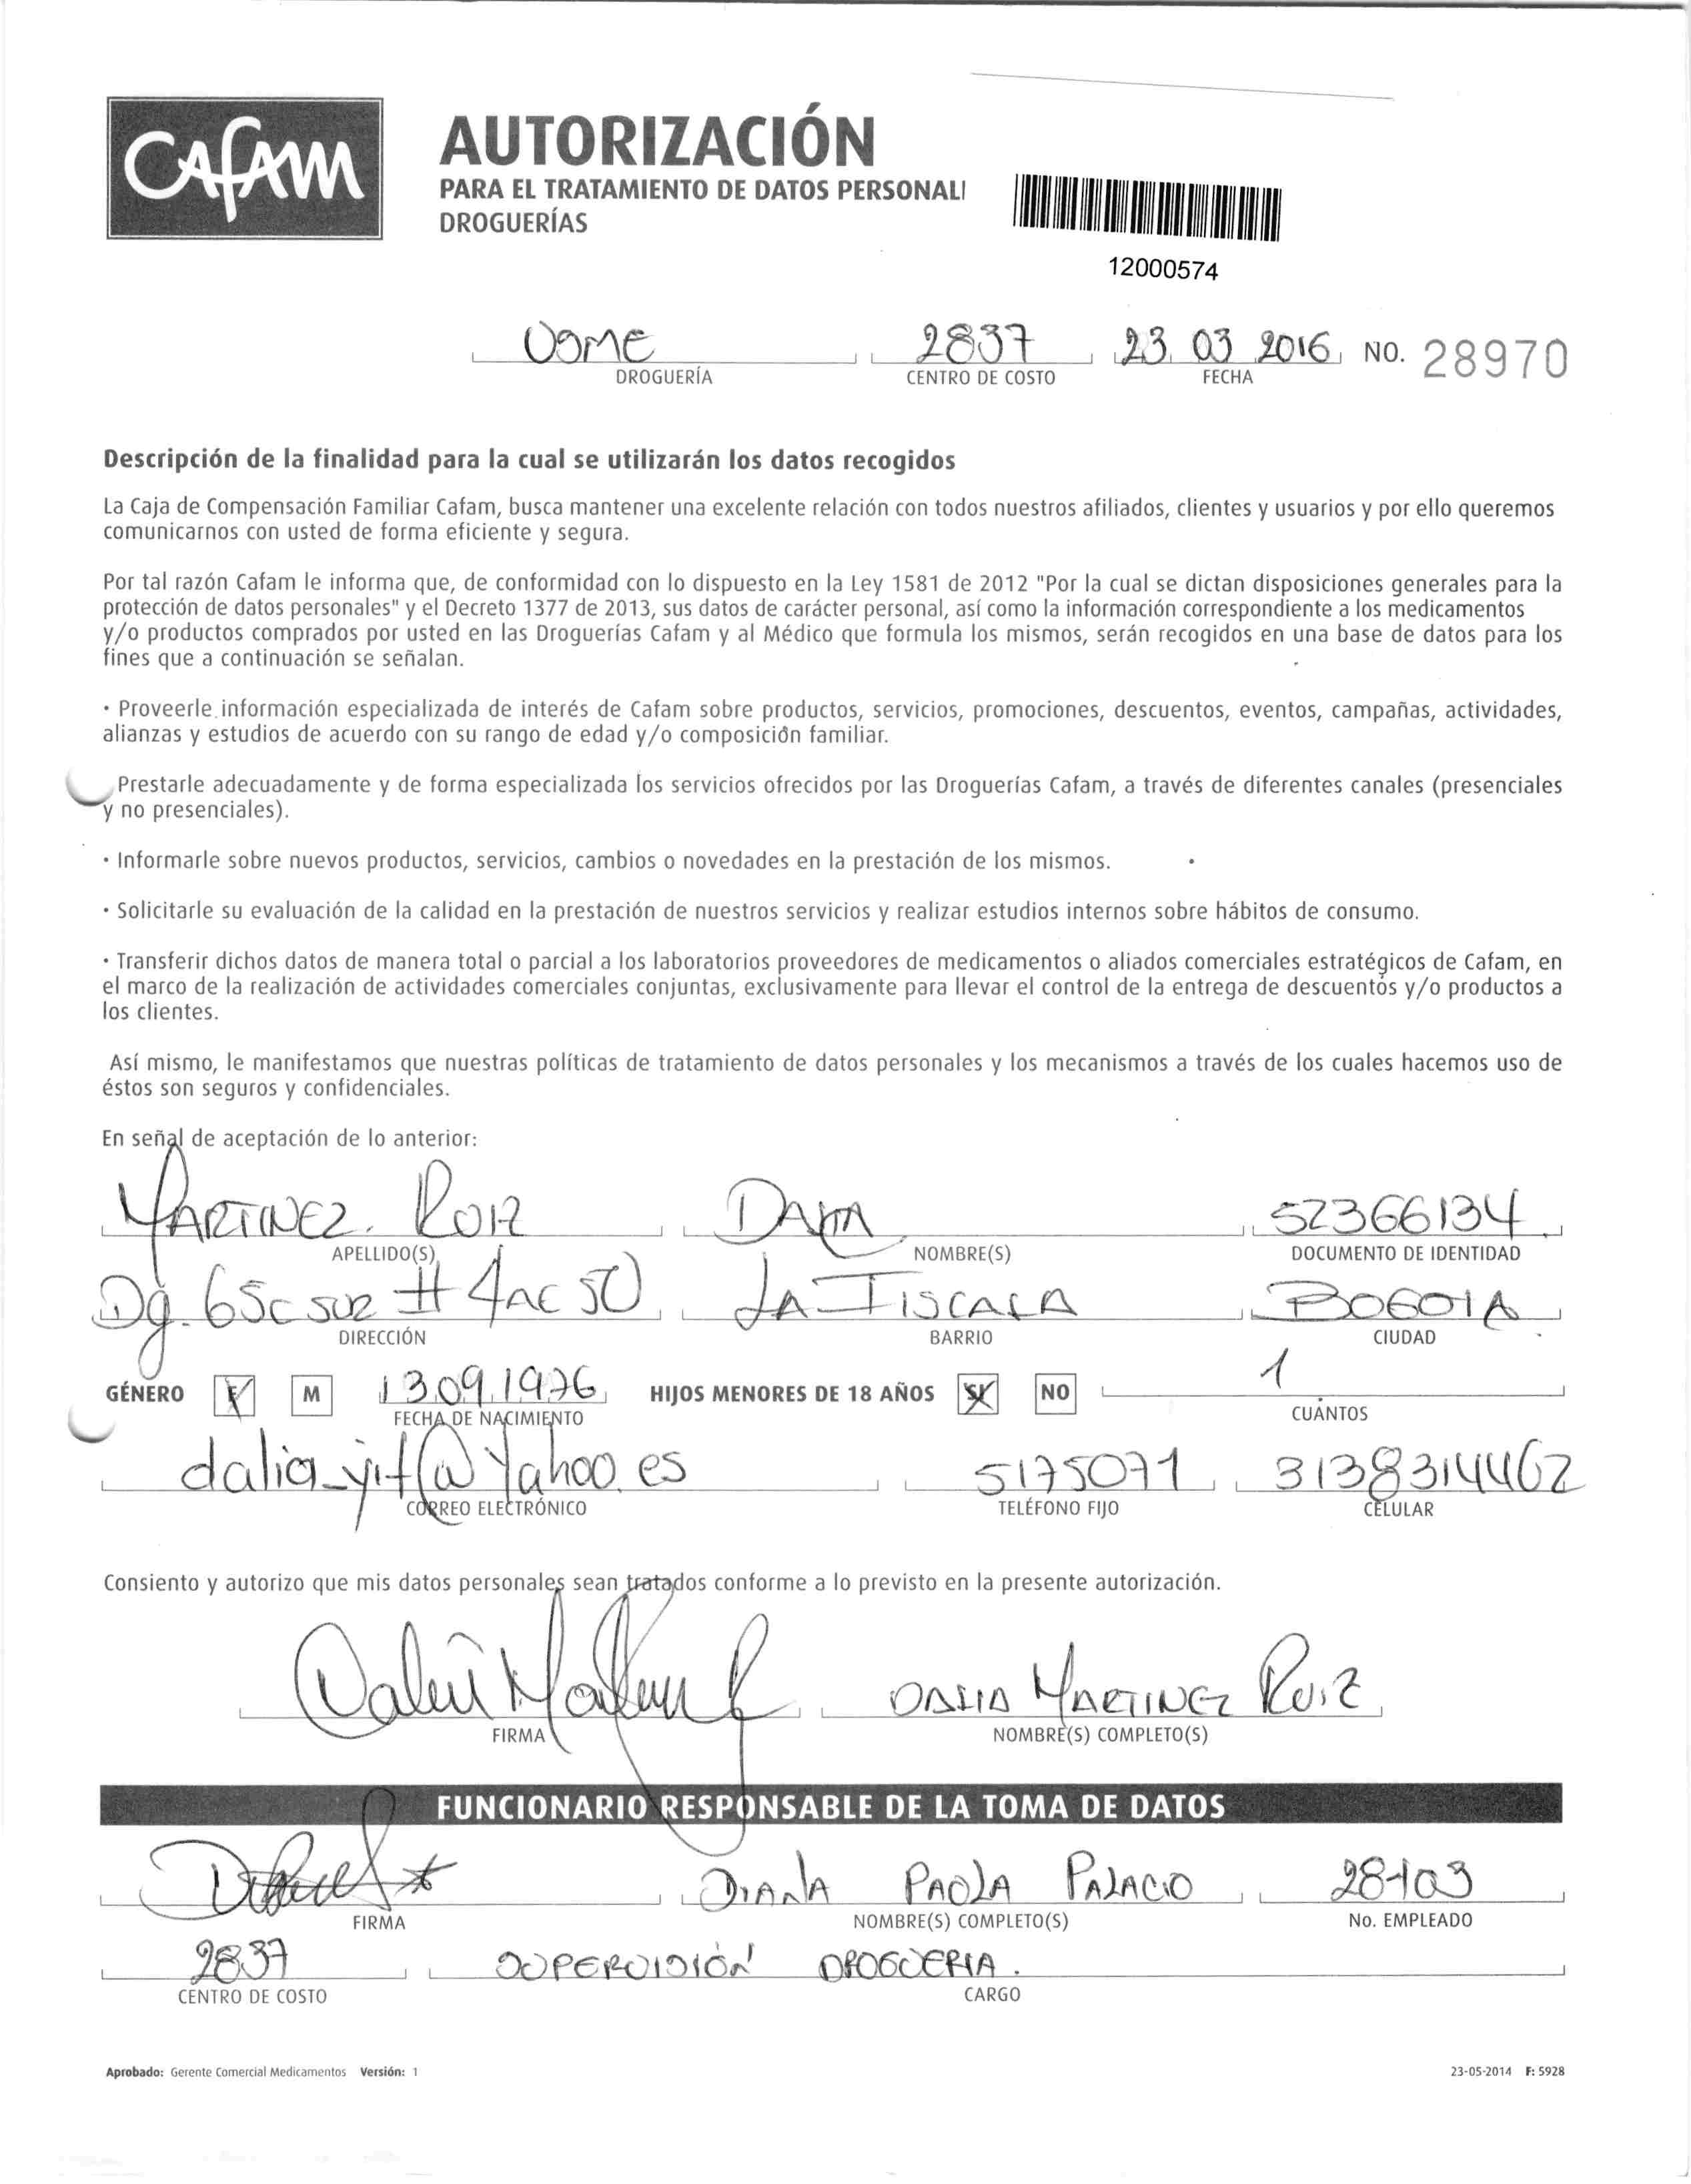 CAFAM
AUTORIZACIÓN
PARA EL TRATAMIENTO DE DATOS PERSONALI
DROGUERÍAS
12000574
Usme 2837 23 03 2016 NO. 28970
DROGUERÍA CENTRO DE COSTO FECHA
Descripción de la finalidad para la cual se utilizarán los datos recogidos
La Caja de Compensación Familiar Cafam, busca mantener una excelente relación con todos nuestros afiliados, clientes y usuarios y por ello queremos
comunicarnos con usted de forma eficiente y segura.
Por tal razón Cafam le informa que, de conformidad con lo dispuesto en la Ley 1581 de 2012 "Por la cual se dictan disposiciones generales para la
protección de datos personales" y el Decreto 1377 de 2013, sus datos de carácter personal, así como la información correspondiente a los medicamentos
y/o productos comprados por usted en las Droguerías Cafam y al Médico que formula los mismos, serán recogidos en una base de datos para los
fines que a continuación se señalan.
· Proveerle información especializada de interés de Cafam sobre productos, servicios, promociones, descuentos, eventos, campañas, actividades,
alianzas y estudios de acuerdo con su rango de edad y/o composición familiar.
Prestarle adecuadamente y de forma especializada los servicios ofrecidos por las Droguerías Cafam, a través de diferentes canales (presenciales
y no presenciales).
· Informarle sobre nuevos productos, servicios, cambios o novedades en la prestación de los mismos.
· Solicitarle su evaluación de la calidad en la prestación de nuestros servicios y realizar estudios internos sobre hábitos de consumo.
· Transferir dichos datos de manera total o parcial a los laboratorios proveedores de medicamentos o aliados comerciales estratégicos de Cafam, en
el marco de la realización de actividades comerciales conjuntas, exclusivamente para llevar el control de la entrega de descuentos y/o productos a
los clientes.
Así mismo, le manifestamos que nuestras políticas de tratamiento de datos personales y los mecanismos a través de los cuales hacemos uso de
éstos son seguros y confidenciales.
En señal de aceptación de lo anterior:
MARTINEZ. RUIZ 52366134
APELLIDO(S) NOMBRE(S) DOCUMENTO DE IDENTIDAD
Dg. 65c sur # 4AC 50 LA FISCALA BOGOTA
DIRECCIÓN BARRIO CIUDAD
GÉNERO F M 13 09 1976 HIJOS MENORES DE 18 AÑOS SI NO 1
FECHA DE NACIMIENTO CUÁNTOS
dalia_yit@yahoo.es 5175071 3138314462
CORREO ELECTRÓNICO TELÉFONO FIJO CELULAR
Consiento y autorizo que mis datos personales sean tratados conforme a lo previsto en la presente autorización.
DALIA MARTINEZ RUIZ
FIRMA NOMBRE(S) COMPLETO(S)
FUNCIONARIO RESPONSABLE DE LA TOMA DE DATOS
DIANA PAOLA PALACIO 28103
FIRMA NOMBRE(S) COMPLETO(S) No. EMPLEADO
2837 SUPERVISIÓN DROGUERIA.
CENTRO DE COSTO CARGO
Aprobado: Gerente Comercial Medicamentos Versión: 1 23-05-2014 F: 5928